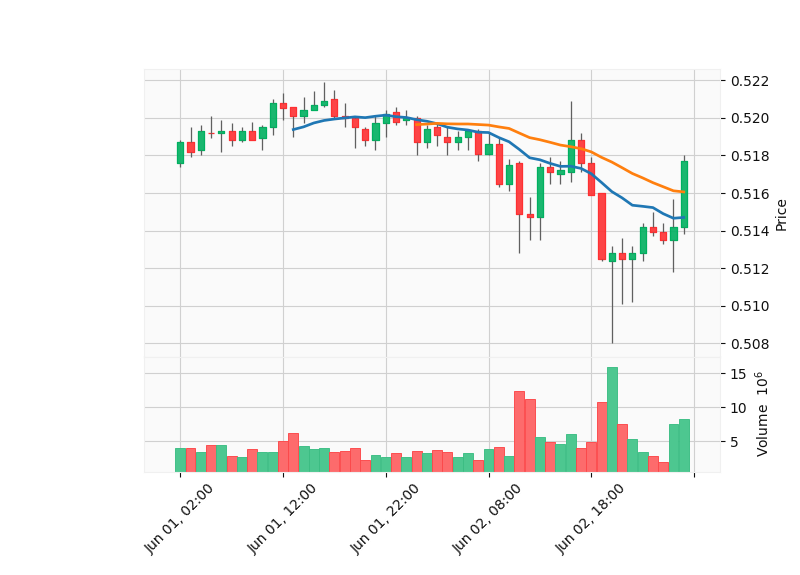 0.522
0.520
0.518
0.516
0.514
0.512
0.510
0.508
Price
15
10
5
Volume 10⁶
Jun 01, 02:00
Jun 01, 12:00
Jun 01, 22:00
Jun 02, 08:00
Jun 02, 18:00